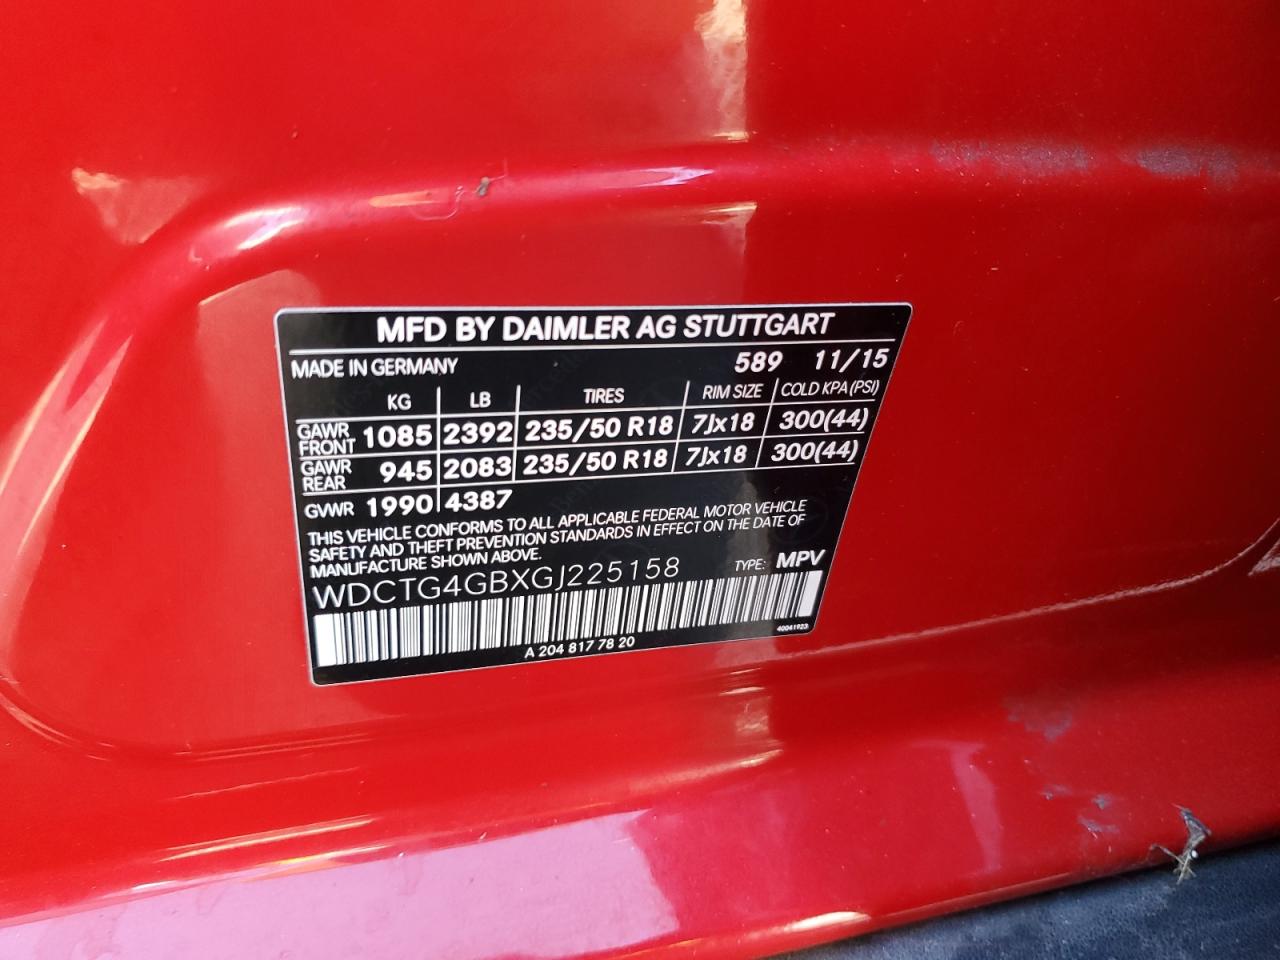 MFD BY DAIMLER AG STUTTGART
MADE IN GERMANY 589 11/15
KG LB TIRES RIM SIZE COLD KPA (PSI)
GAWR FRONT 1085 2392 235/50 R18 7Jx18 300(44)
GAWR REAR 945 2083 235/50 R18 7Jx18 300(44)
GVWR 1990 4387
THIS VEHICLE CONFORMS TO ALL APPLICABLE FEDERAL MOTOR VEHICLE
SAFETY AND THEFT PREVENTION STANDARDS IN EFFECT ON THE DATE OF
MANUFACTURE SHOWN ABOVE.
WDCTG4GBXGJ225158 TYPE: MPV
A 204 817 78 20 40041923